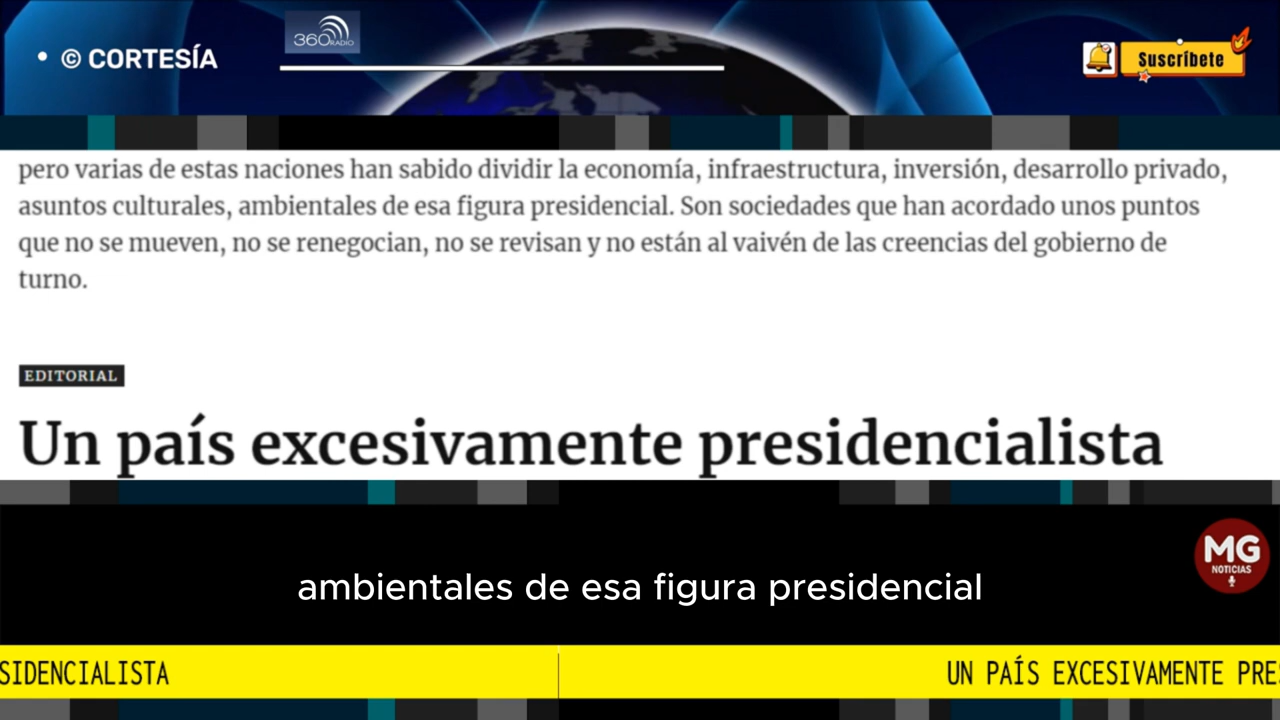 • © CORTESÍA
360RADIO
Suscríbete
pero varias de estas naciones han sabido dividir la economía, infraestructura, inversión, desarrollo privado,
asuntos culturales, ambientales de esa figura presidencial. Son sociedades que han acordado unos puntos
que no se mueven, no se renegocian, no se revisan y no están al vaivén de las creencias del gobierno de
turno.
EDITORIAL
Un país excesivamente presidencialista
MG
NOTICIAS
ambientales de esa figura presidencial
SIDENCIALISTA
UN PAÍS EXCESIVAMENTE PRES